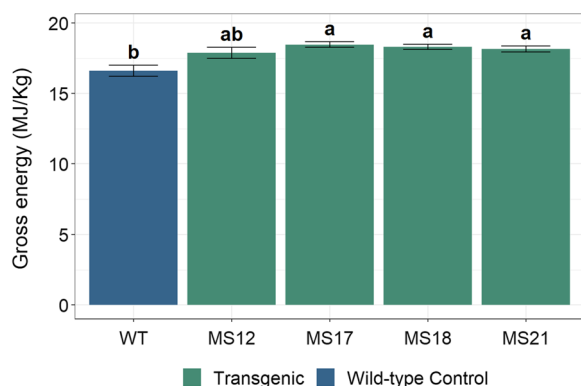 Gross energy (MJ/Kg)
20
15
10
5
0
b
ab
a
a
a
WT
MS12
MS17
MS18
MS21
Transgenic
Wild-type Control